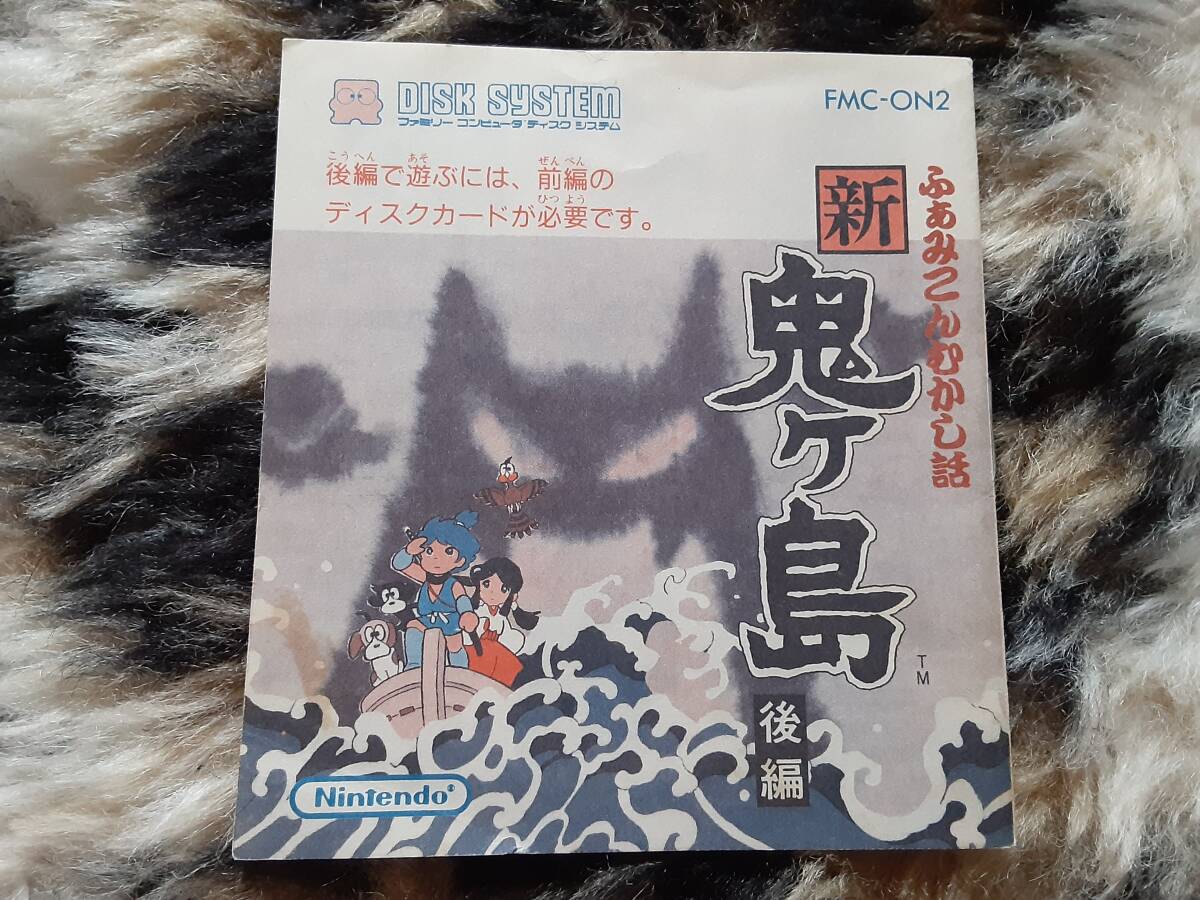 DISK SYSTEM
ファミリー コンピュータ ディスク システム
FMC-ON2
こうへん あそ ぜんぺん
後編で遊ぶには、前編の
ひつよう
ディスクカードが必要です。
ふぁみこんむかし話
新
鬼ヶ島
TM
後編
Nintendo®